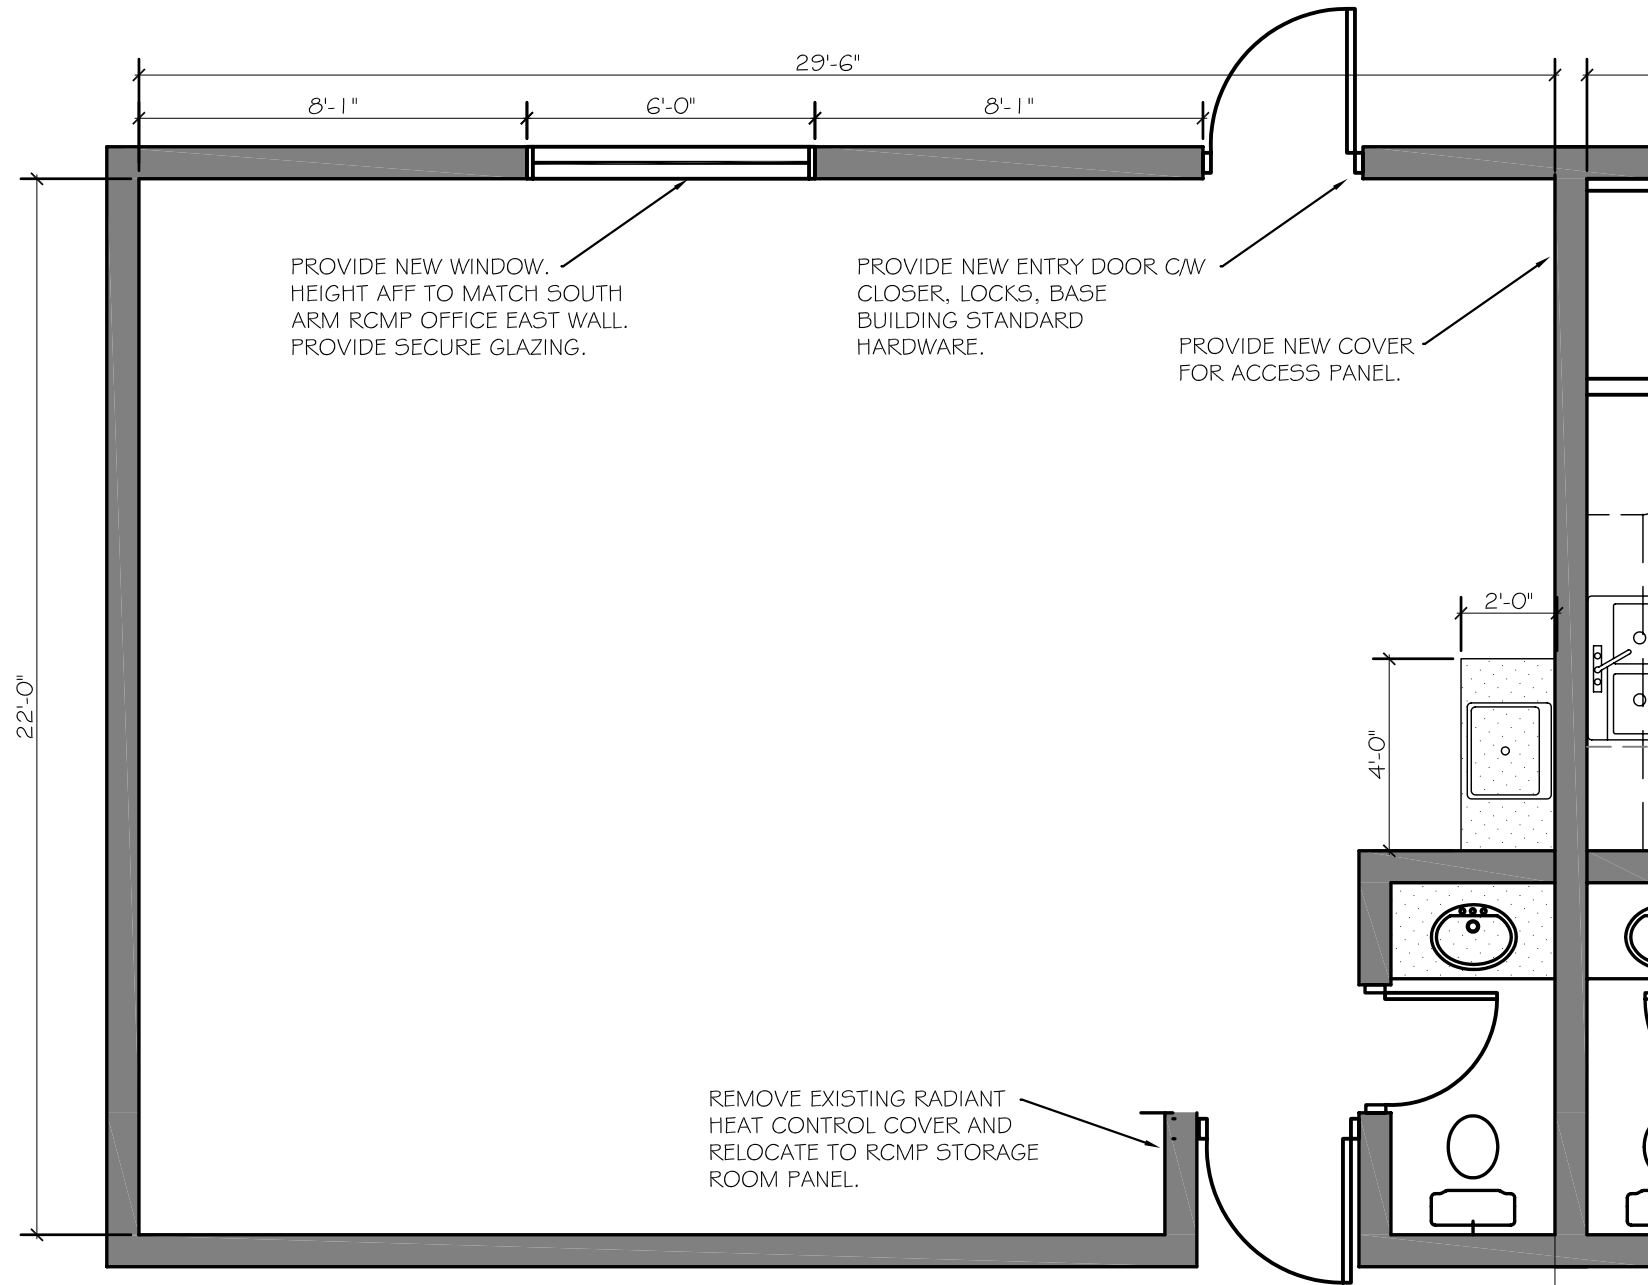 29'-6"
8'-1"
6'-0"
8'-1"
PROVIDE NEW WINDOW.
HEIGHT AFF TO MATCH SOUTH
ARM RCMP OFFICE EAST WALL.
PROVIDE SECURE GLAZING.
PROVIDE NEW ENTRY DOOR C/W
CLOSER, LOCKS, BASE
BUILDING STANDARD
HARDWARE.
PROVIDE NEW COVER
FOR ACCESS PANEL.
2'-0"
22'-0"
4'-0"
REMOVE EXISTING RADIANT
HEAT CONTROL COVER AND
RELOCATE TO RCMP STORAGE
ROOM PANEL.